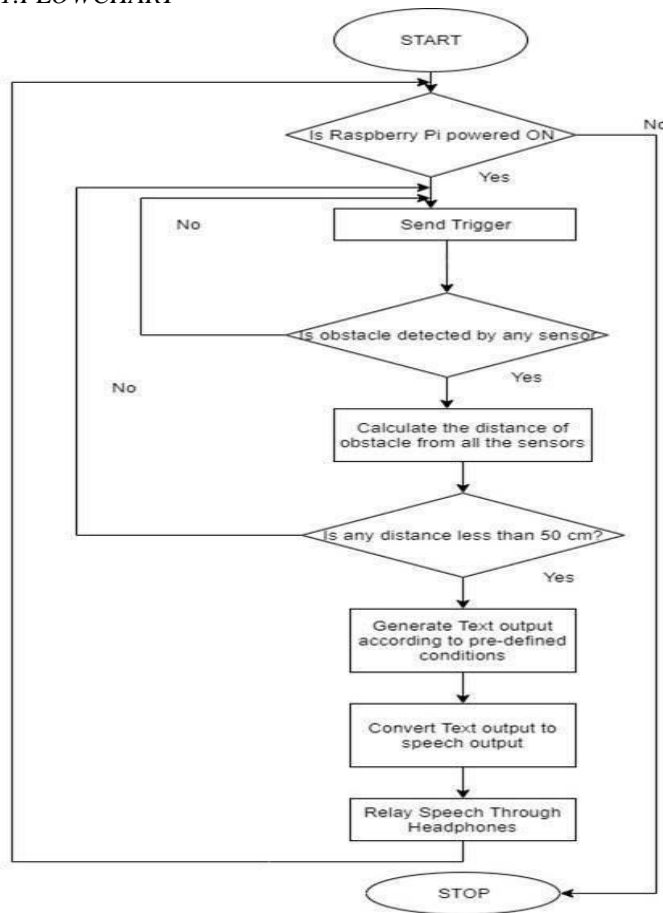 START
Is Raspberry Pi powered ON
No
Yes
Send Trigger
No
Is obstacle detected by any sensor
Yes
No
Calculate the distance of
obstacle from all the sensors
Is any distance less than 50 cm?
Yes
Generate Text output
according to pre-defined
conditions
Convert Text output to
speech output
Relay Speech Through
Headphones
STOP